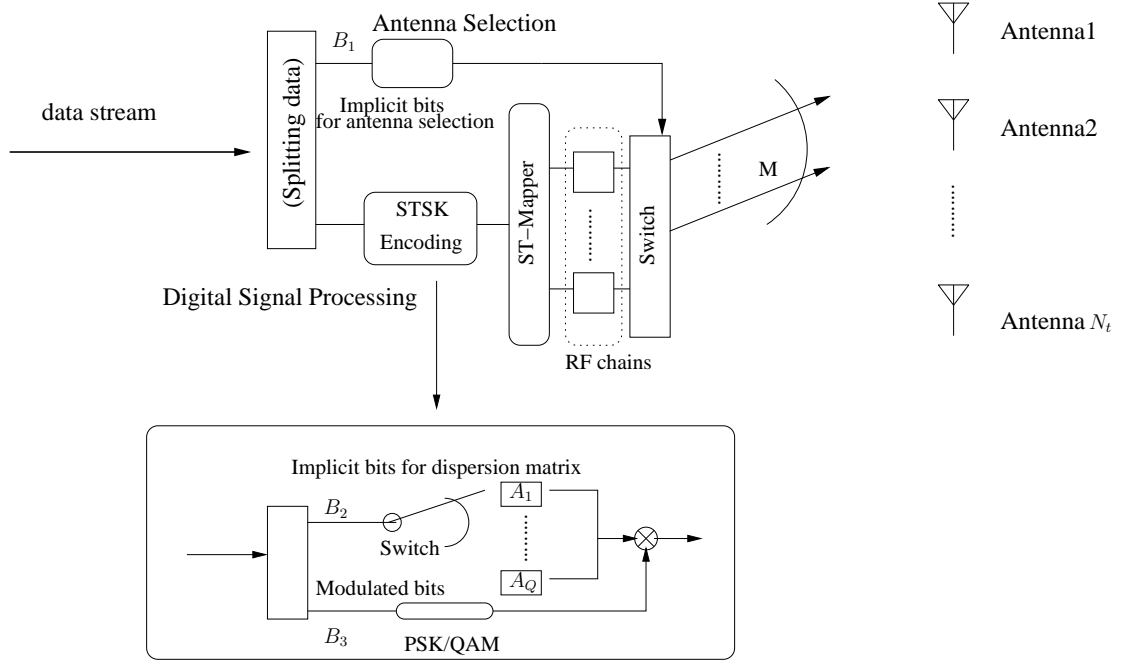 Antenna Selection
B₁
Antenna1
(Splitting data)
data stream
Implicit bits
for antenna selection
Antenna2
ST−Mapper
M
STSK
Encoding
Switch
Digital Signal Processing
Antenna Nₜ
RF chains
Implicit bits for dispersion matrix
A₁
B₂
Switch
A_Q
Modulated bits
B₃
PSK/QAM